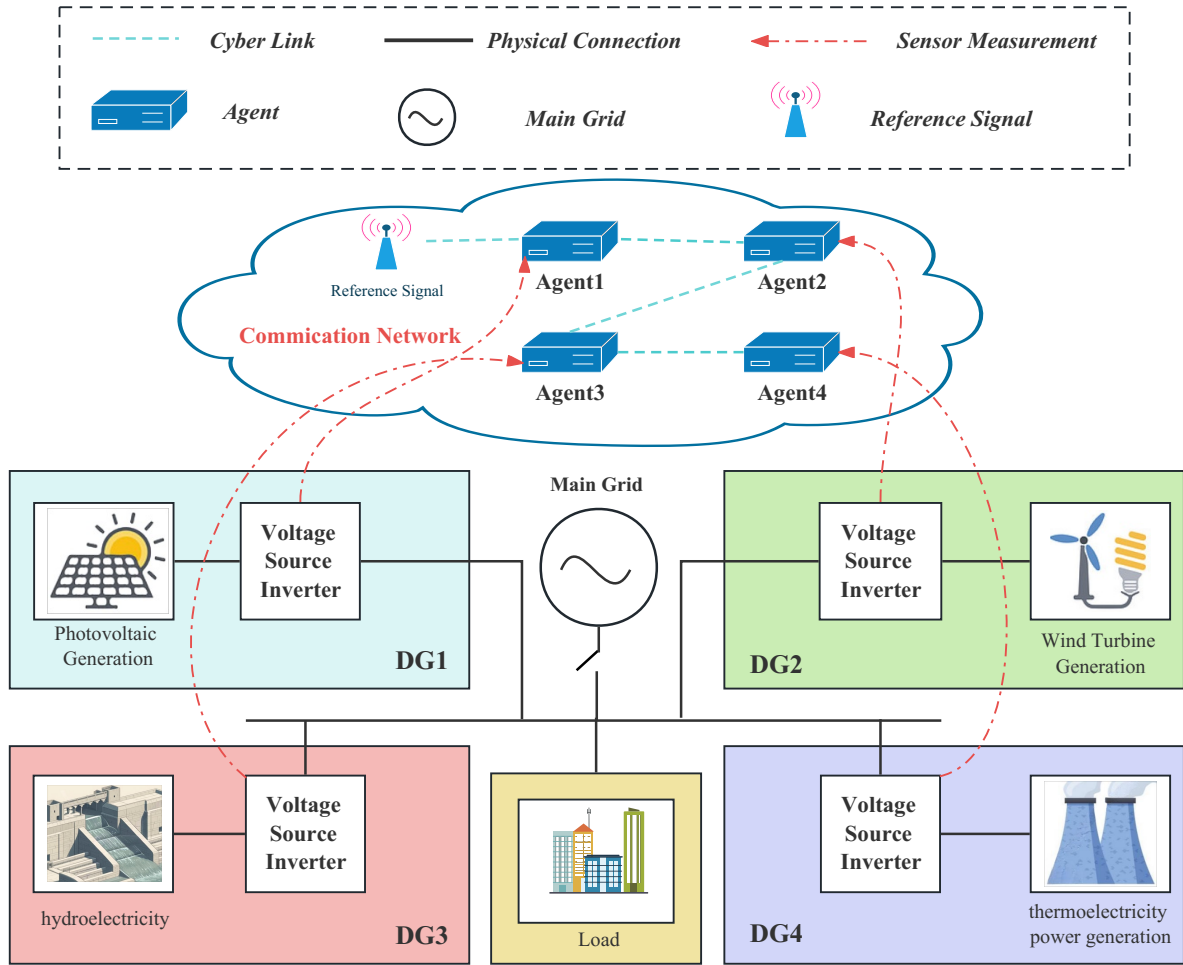 Cyber Link
Physical Connection
Sensor Measurement
Agent
Main Grid
Reference Signal
Reference Signal
Agent1
Agent2
Commication Network
Agent3
Agent4
Main Grid
Voltage
Source
Inverter
Photovoltaic
Generation
DG1
Voltage
Source
Inverter
Wind Turbine
Generation
DG2
Voltage
Source
Inverter
hydroelectricity
DG3
Load
Voltage
Source
Inverter
thermoelectricity
power generation
DG4